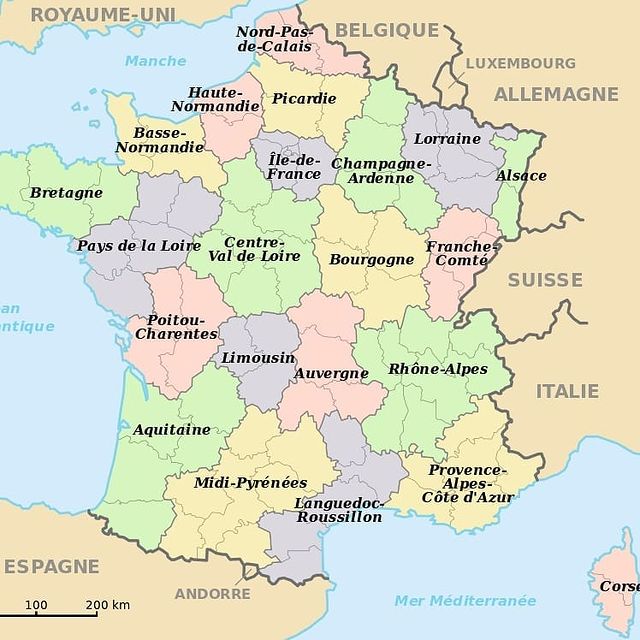 ROYAUME-UNI
Nord-Pas-
de-Calais
BELGIQUE
Manche
LUXEMBOURG
ALLEMAGNE
Haute-
Normandie
Picardie
Basse-
Normandie
Île-de-
France
Champagne-
Ardenne
Lorraine
Alsace
Bretagne
Pays de la Loire
Centre-
Val de Loire
Bourgogne
Franche-
Comté
SUISSE
an
ntique
Poitou-
Charentes
Limousin
Auvergne
Rhône-Alpes
ITALIE
Aquitaine
Midi-Pyrénées
Languedoc-
Roussillon
Provence-
Alpes-
Côte d'Azur
ESPAGNE
ANDORRE
Mer Méditerranée
Corse
100 200 km